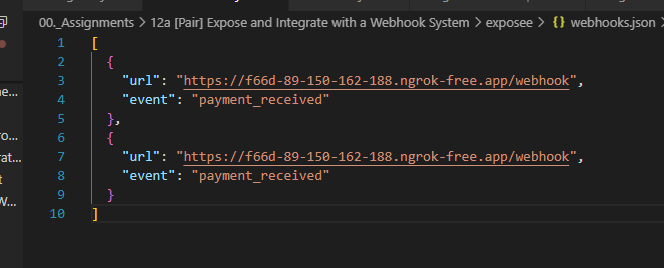 00._Assignments > 12a [Pair] Expose and Integrate with a Webhook System > exposee > {} webhooks.json > ...
1 [
2 {
3 "url": "https://f66d-89-150-162-188.ngrok-free.app/webhook",
4 "event": "payment_received"
5 },
6 {
7 "url": "https://f66d-89-150-162-188.ngrok-free.app/webhook",
8 "event": "payment_received"
9 }
10 ]